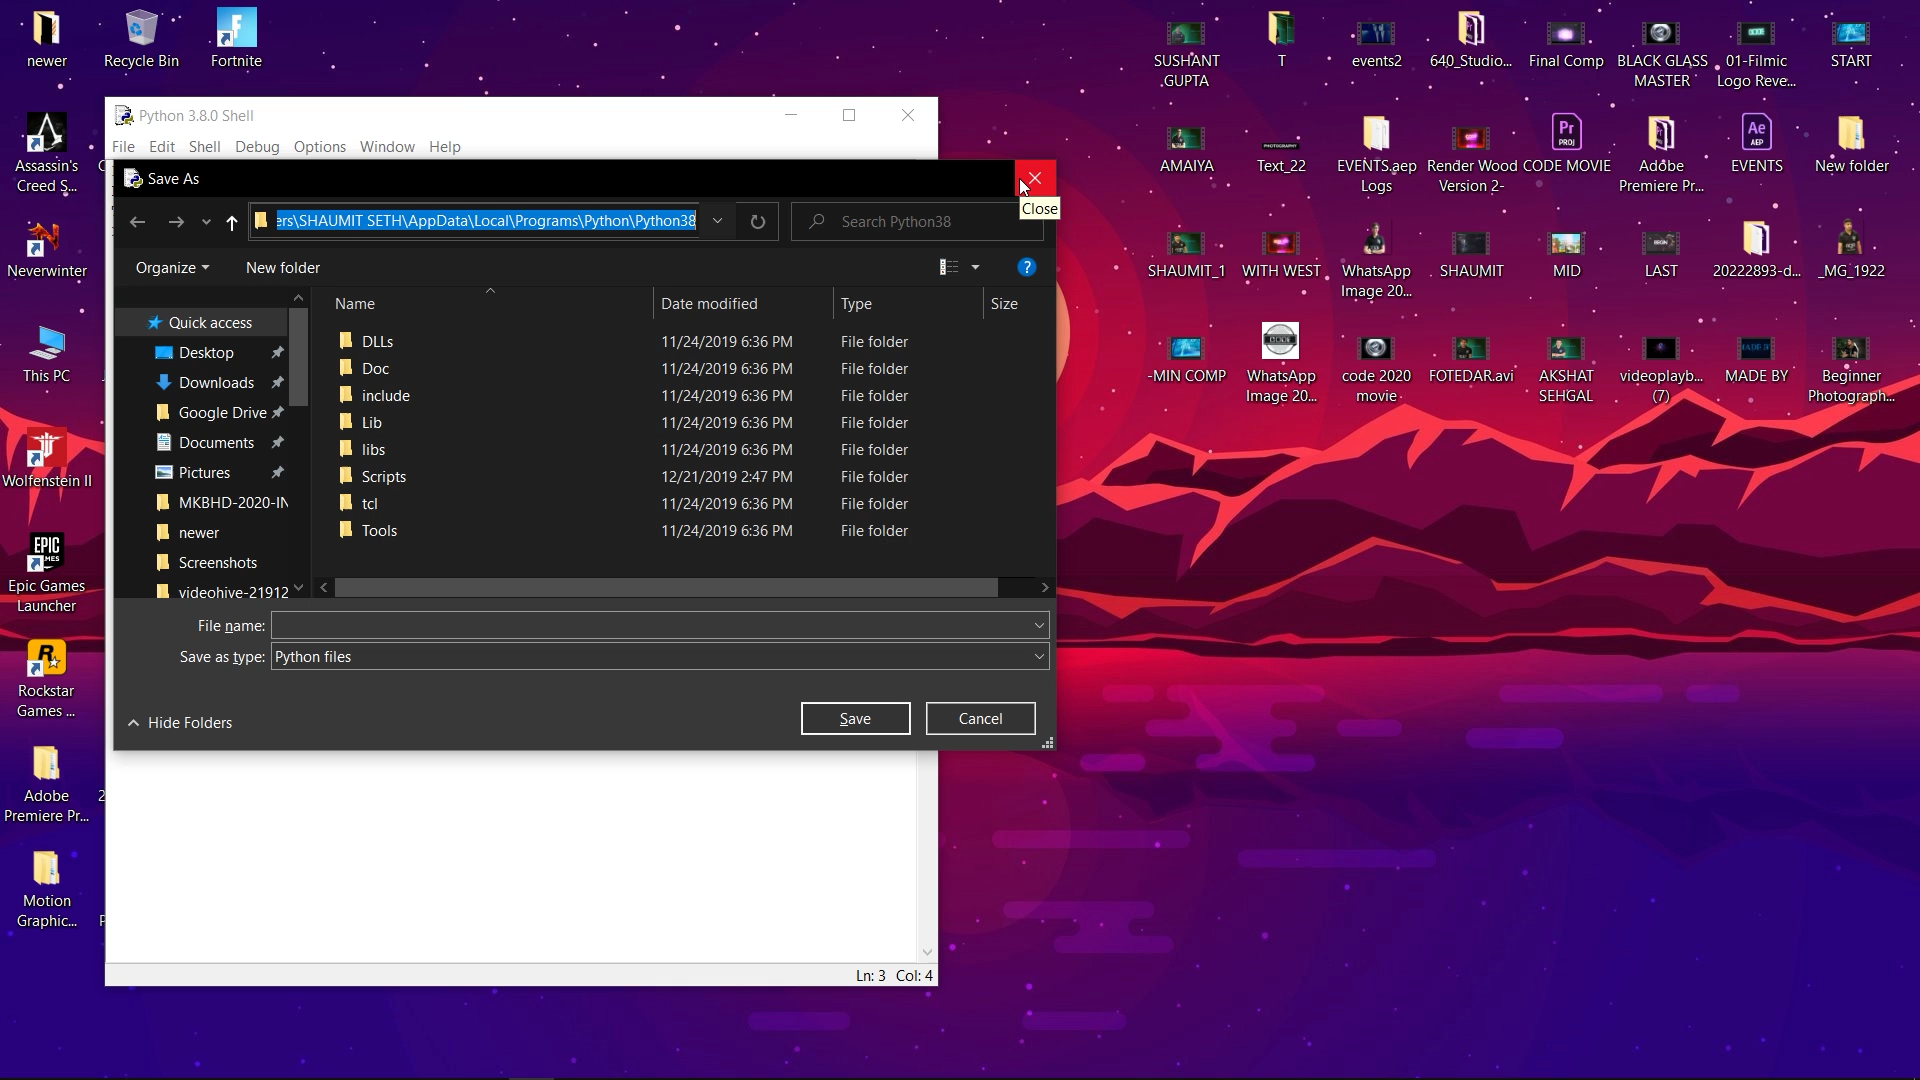 newer
Recycle Bin
Fortnite
Assassin's
Creed S...
Neverwinter
This PC
Wolfenstein II
EPIC
Epic Games
Launcher
Rockstar
Games ...
Adobe
Premiere Pr...
Motion
Graphic...
Python 3.8.0 Shell
File Edit Shell Debug Options Window Help
Save As
Close
ers\SHAUMIT SETH\AppData\Local\Programs\Python\Python38
Search Python38
Organize
New folder
?
Name Date modified Type Size
Quick access
Desktop
Downloads
Google Drive
Documents
Pictures
MKBHD-2020-IN
newer
Screenshots
videohive-21912
DLLs 11/24/2019 6:36 PM File folder
Doc 11/24/2019 6:36 PM File folder
include 11/24/2019 6:36 PM File folder
Lib 11/24/2019 6:36 PM File folder
libs 11/24/2019 6:36 PM File folder
Scripts 12/21/2019 2:47 PM File folder
tcl 11/24/2019 6:36 PM File folder
Tools 11/24/2019 6:36 PM File folder
File name:
Save as type: Python files
Hide Folders
Save
Cancel
Ln: 3 Col: 4
SUSHANT
GUPTA
T
events2
640_Studio...
Final Comp
BLACK GLASS
MASTER
01-Filmic
Logo Reve...
START
AMAIYA
PHOTOGRAPHY
Text_22
EVENTS.aep
Logs
Render Wood
Version 2-
Pr
PROJ
CODE MOVIE
Adobe
Premiere Pr...
Ae
AEP
EVENTS
New folder
SHAUMIT_1
WITH WEST
WhatsApp
Image 20...
SHAUMIT
MID
LAST
20222893-d...
_MG_1922
-MIN COMP
WhatsApp
Image 20...
code 2020
movie
FOTEDAR.avi
AKSHAT
SEHGAL
videoplayb...
(7)
MADE BY
Beginner
Photograph...